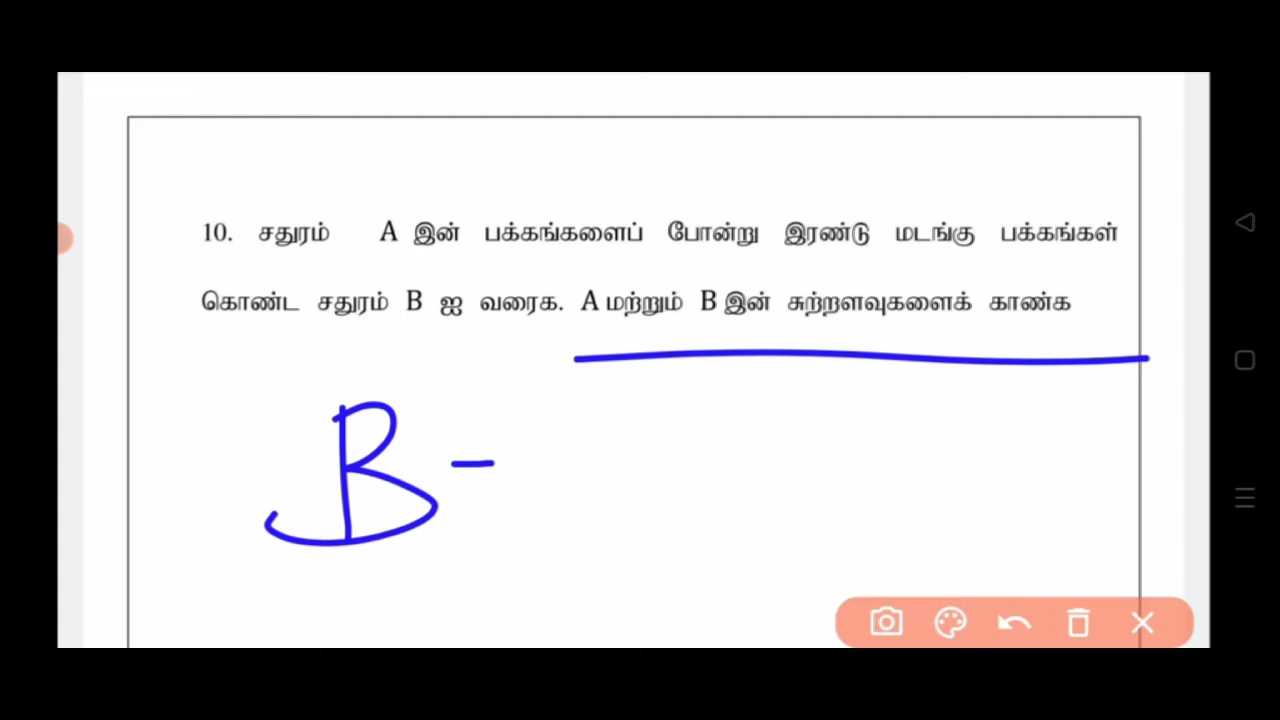 10. சதுரம் A இன் பக்கங்களைப் போன்று இரண்டு மடங்கு பக்கங்கள்
கொண்ட சதுரம் B ஐ வரைக. A மற்றும் B இன் சுற்றளவுகளைக் காண்க
B -